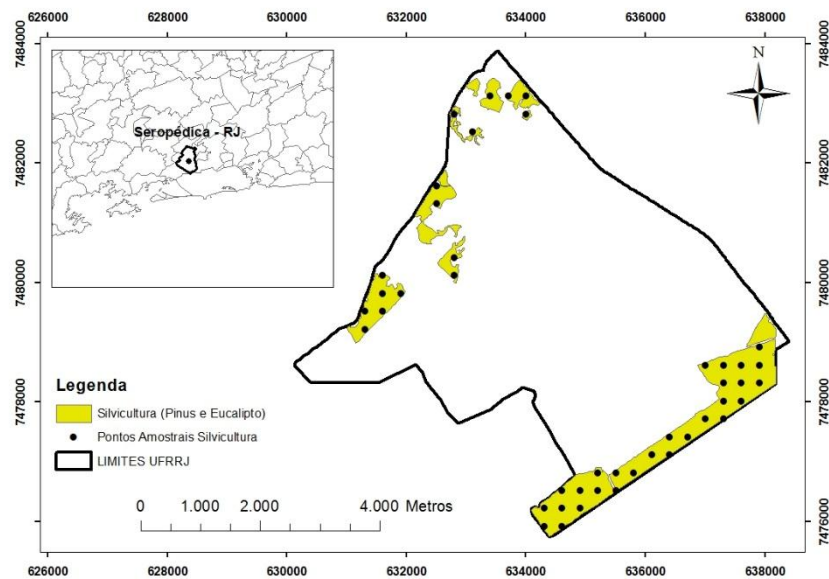 626000 628000 630000 632000 634000 636000 638000
7484000
7482000
7480000
7478000
7476000
Seropédica - RJ
N
Legenda
Silvicultura (Pinus e Eucalipto)
Pontos Amostrais Silvicultura
LIMITES UFRRJ
0 1.000 2.000 4.000 Metros
7484000
7482000
7480000
7478000
7476000
626000 628000 630000 632000 634000 636000 638000